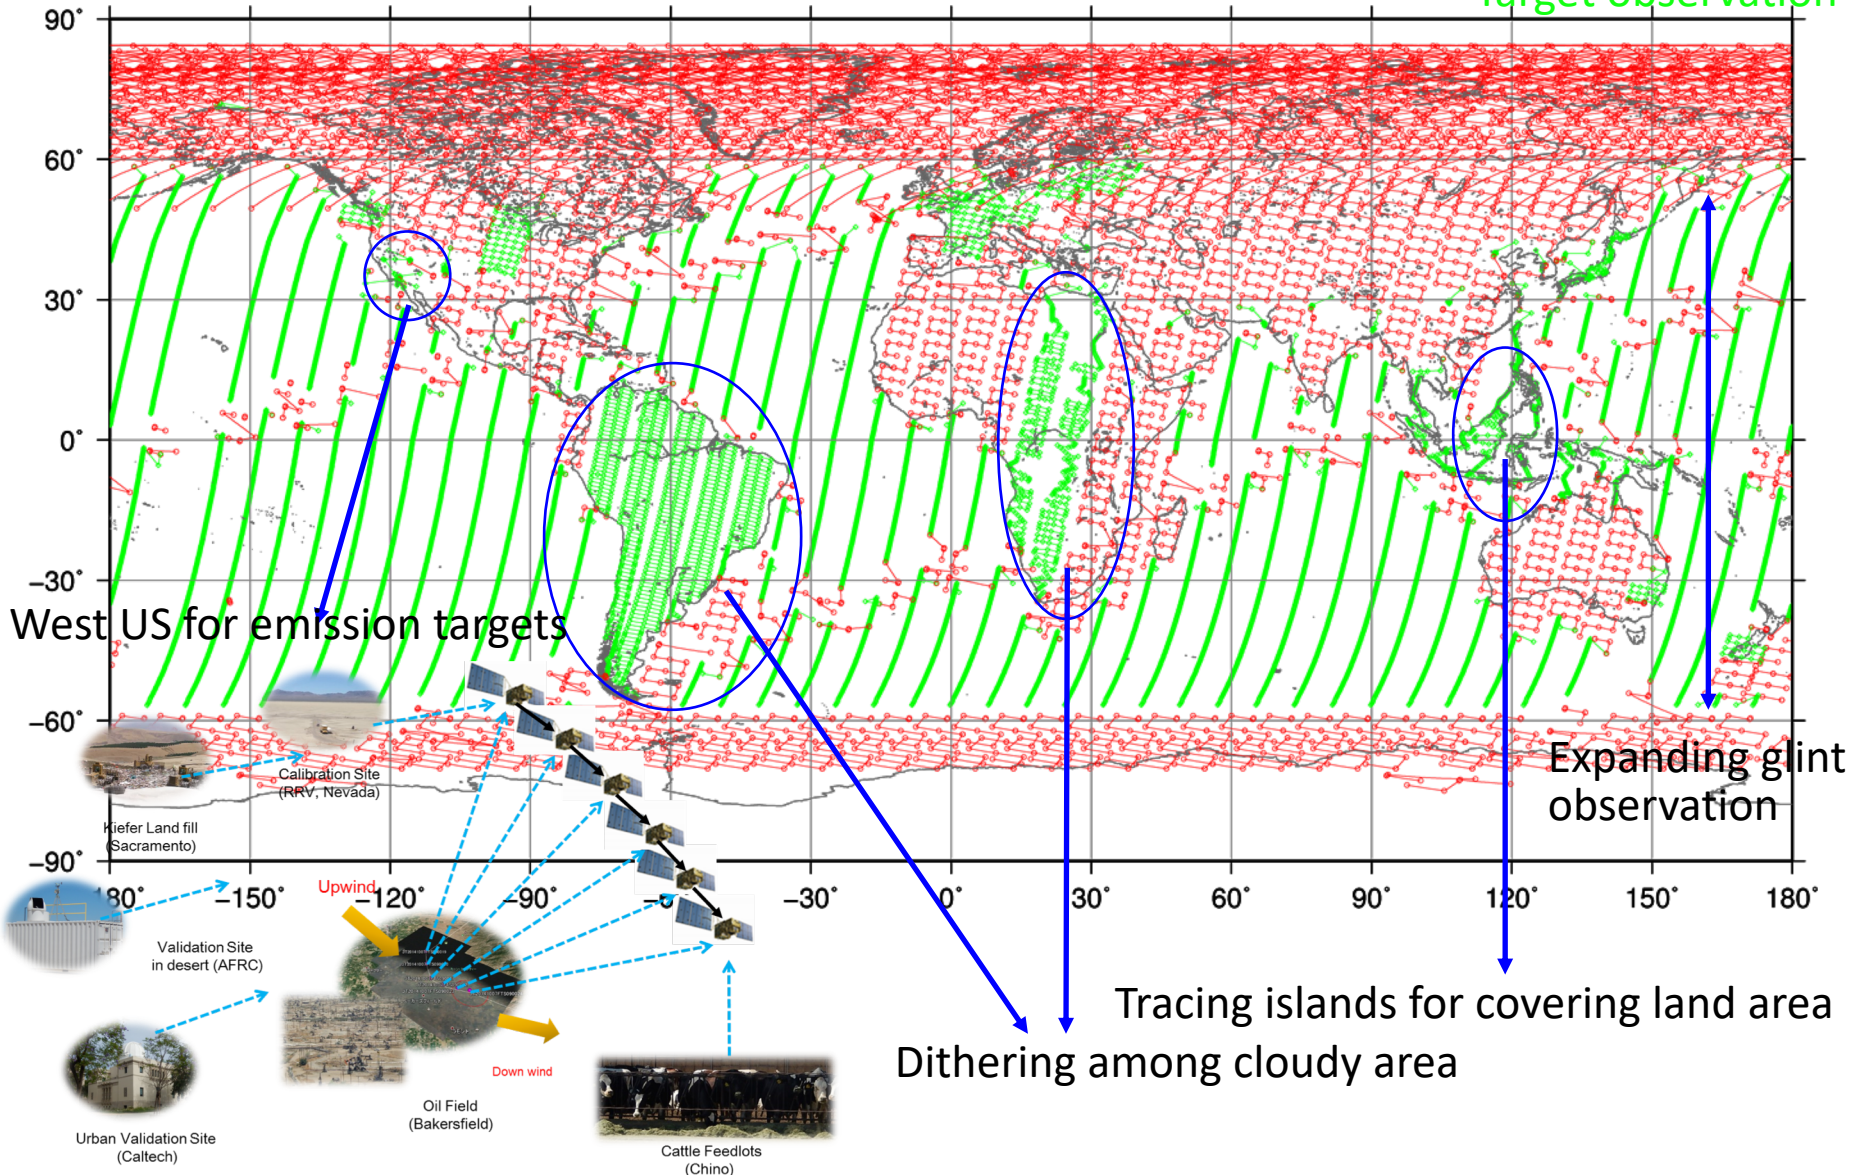 Target observation
90°
60°
30°
0°
−30°
−60°
−90°
West US for emission targets
Expanding glint
observation
Calibration Site
(RRV, Nevada)
Kiefer Land fill
(Sacramento)
−150°
−120°
−90°
−30°
0°
30°
60°
90°
120°
150°
180°
Upwind
Validation Site
in desert (AFRC)
Tracing islands for covering land area
Dithering among cloudy area
Down wind
Oil Field
(Bakersfield)
Urban Validation Site
(Caltech)
Cattle Feedlots
(Chino)